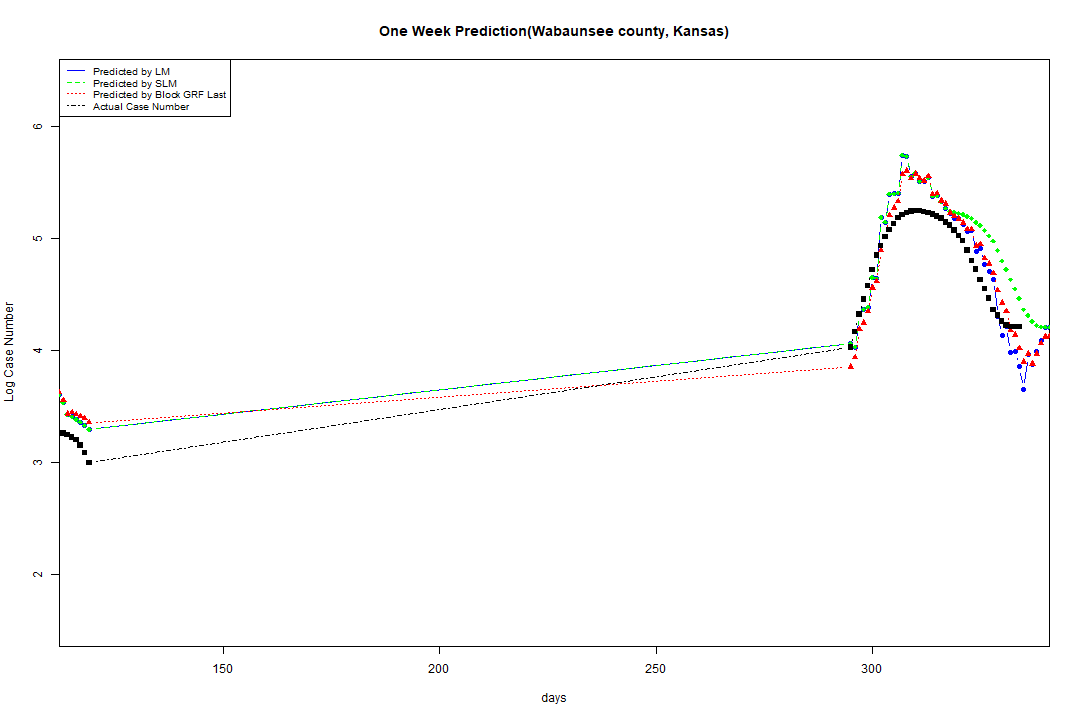 One Week Prediction(Wabaunsee county, Kansas)
Predicted by LM
Predicted by SLM
Predicted by Block GRF Last
Actual Case Number
6
5
4
3
2
Log Case Number
150
200
250
300
days